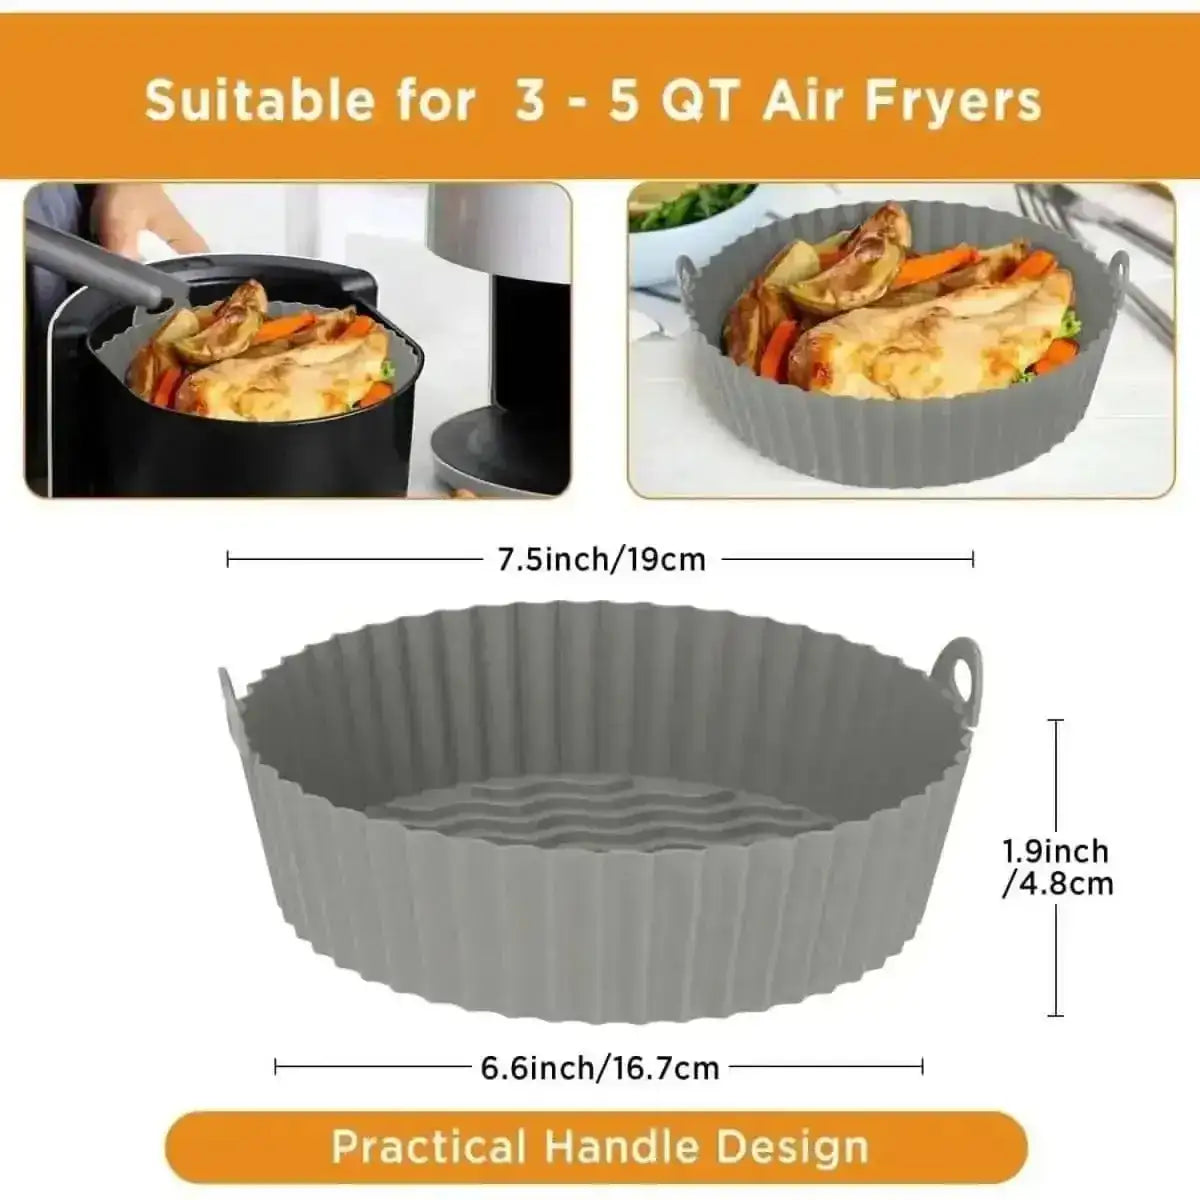 Suitable for 3 - 5 QT Air Fryers
7.5inch/19cm
1.9inch
/4.8cm
6.6inch/16.7cm
Practical Handle Design